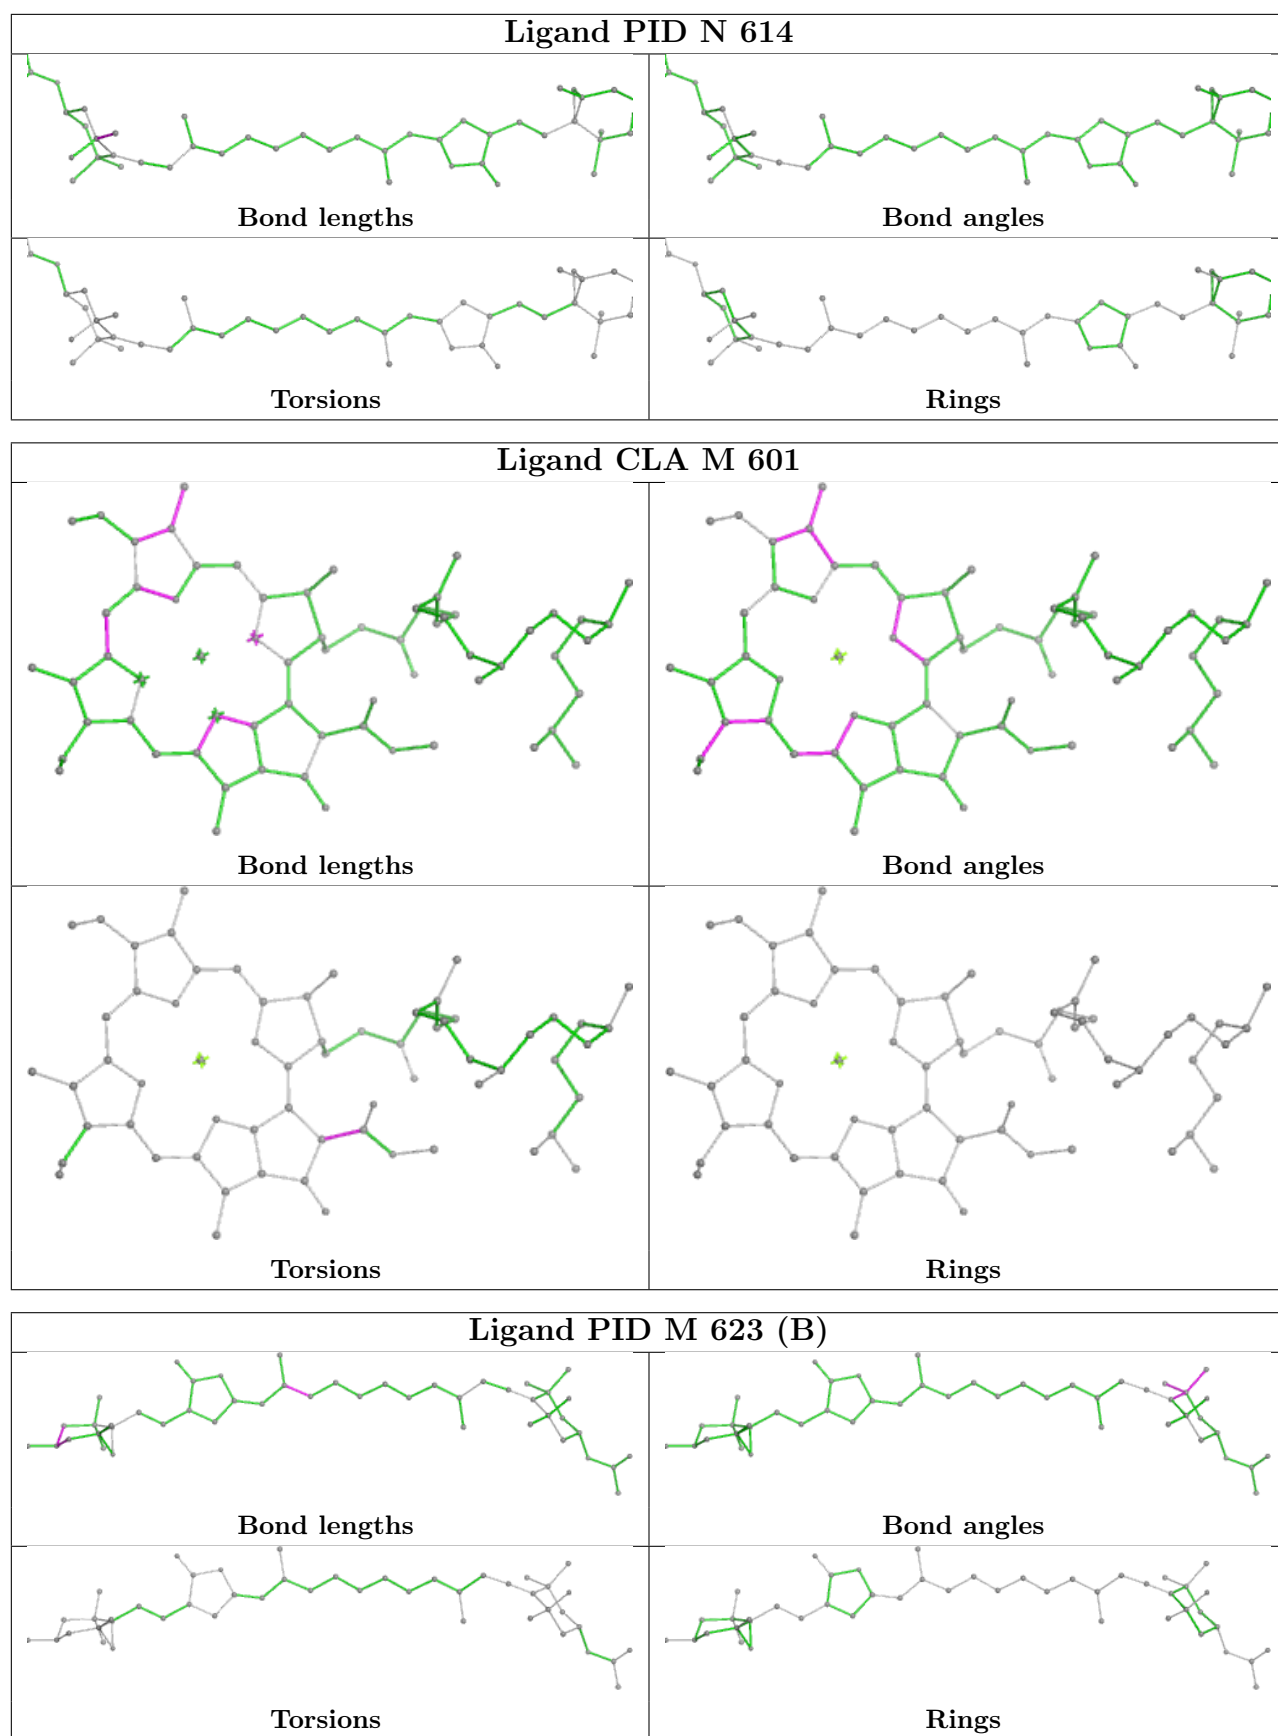 Ligand PID N 614
Bond lengths
Bond angles
Torsions
Rings
Ligand CLA M 601
Bond lengths
Bond angles
Torsions
Rings
Ligand PID M 623 (B)
Bond lengths
Bond angles
Torsions
Rings